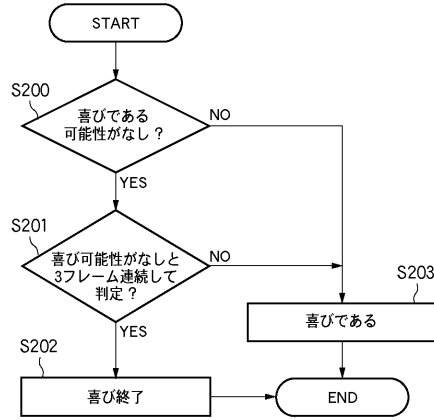 START
S200
喜びである
可能性がなし？
NO
YES
S201
喜び可能性がなしと
3フレーム連続して
判定？
NO
YES
S203
喜びである
S202
喜び終了
END